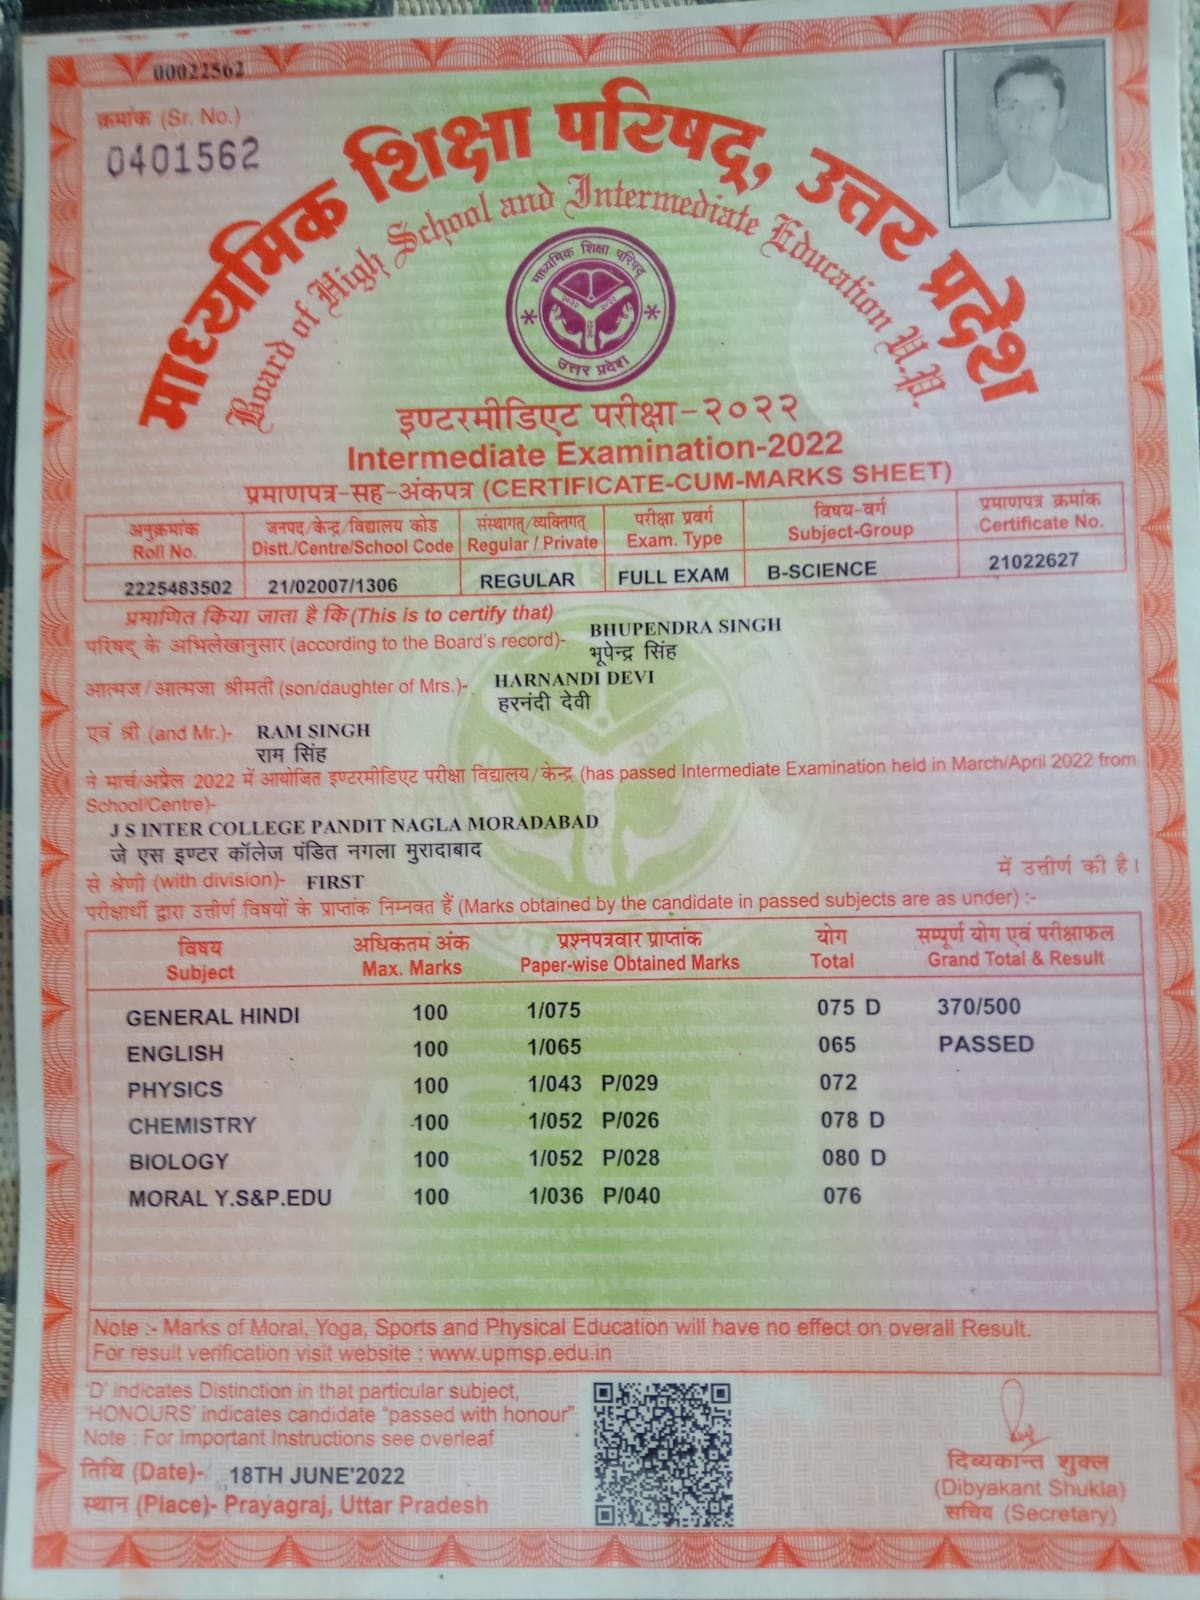 00022562
क्रमांक (Sr. No.)
0401562
माध्यमिक शिक्षा परिषद्, उत्तर प्रदेश
Board of High School and Intermediate Education U.P.
माध्यमिक शिक्षा परिषद्
उत्तर प्रदेश
इण्टरमीडिएट परीक्षा-२०२२
Intermediate Examination-2022
प्रमाणपत्र-सह-अंकपत्र (CERTIFICATE-CUM-MARKS SHEET)
अनुक्रमांक जनपद/केन्द्र/विद्यालय कोड संस्थागत्/व्यक्तिगत् परीक्षा प्रवर्ग विषय-वर्ग प्रमाणपत्र क्रमांक
Roll No. Distt./Centre/School Code Regular / Private Exam. Type Subject-Group Certificate No.
2225483502 21/02007/1306 REGULAR FULL EXAM B-SCIENCE 21022627
प्रमाणित किया जाता है कि (This is to certify that)
परिषद् के अभिलेखानुसार (according to the Board's record)- BHUPENDRA SINGH
भूपेन्द्र सिंह
आत्मज/आत्मजा श्रीमती (son/daughter of Mrs.)- HARNANDI DEVI
हरनंदी देवी
एवं श्री (and Mr.)- RAM SINGH
राम सिंह
ने मार्च/अप्रैल 2022 में आयोजित इण्टरमीडिएट परीक्षा विद्यालय/केन्द्र (has passed Intermediate Examination held in March/April 2022 from
School/Centre)-
J S INTER COLLEGE PANDIT NAGLA MORADABAD
जे एस इण्टर कॉलेज पंडित नगला मुरादाबाद
से श्रेणी (with division)- FIRST में उत्तीर्ण की है।
परीक्षार्थी द्वारा उत्तीर्ण विषयों के प्राप्तांक निम्नवत हैं (Marks obtained by the candidate in passed subjects are as under) :-
विषय अधिकतम अंक प्रश्नपत्रवार प्राप्तांक योग सम्पूर्ण योग एवं परीक्षाफल
Subject Max. Marks Paper-wise Obtained Marks Total Grand Total & Result
GENERAL HINDI 100 1/075 075 D 370/500
ENGLISH 100 1/065 065 PASSED
PHYSICS 100 1/043 P/029 072
CHEMISTRY 100 1/052 P/026 078 D
BIOLOGY 100 1/052 P/028 080 D
MORAL Y.S&P.EDU 100 1/036 P/040 076
Note :- Marks of Moral, Yoga, Sports and Physical Education will have no effect on overall Result.
For result verification visit website : www.upmsp.edu.in
'D' indicates Distinction in that particular subject,
'HONOURS' indicates candidate "passed with honour"
Note : For Important Instructions see overleaf
तिथि (Date)- 18TH JUNE'2022
स्थान (Place)- Prayagraj, Uttar Pradesh
दिव्यकान्त शुक्ल
(Dibyakant Shukla)
सचिव (Secretary)